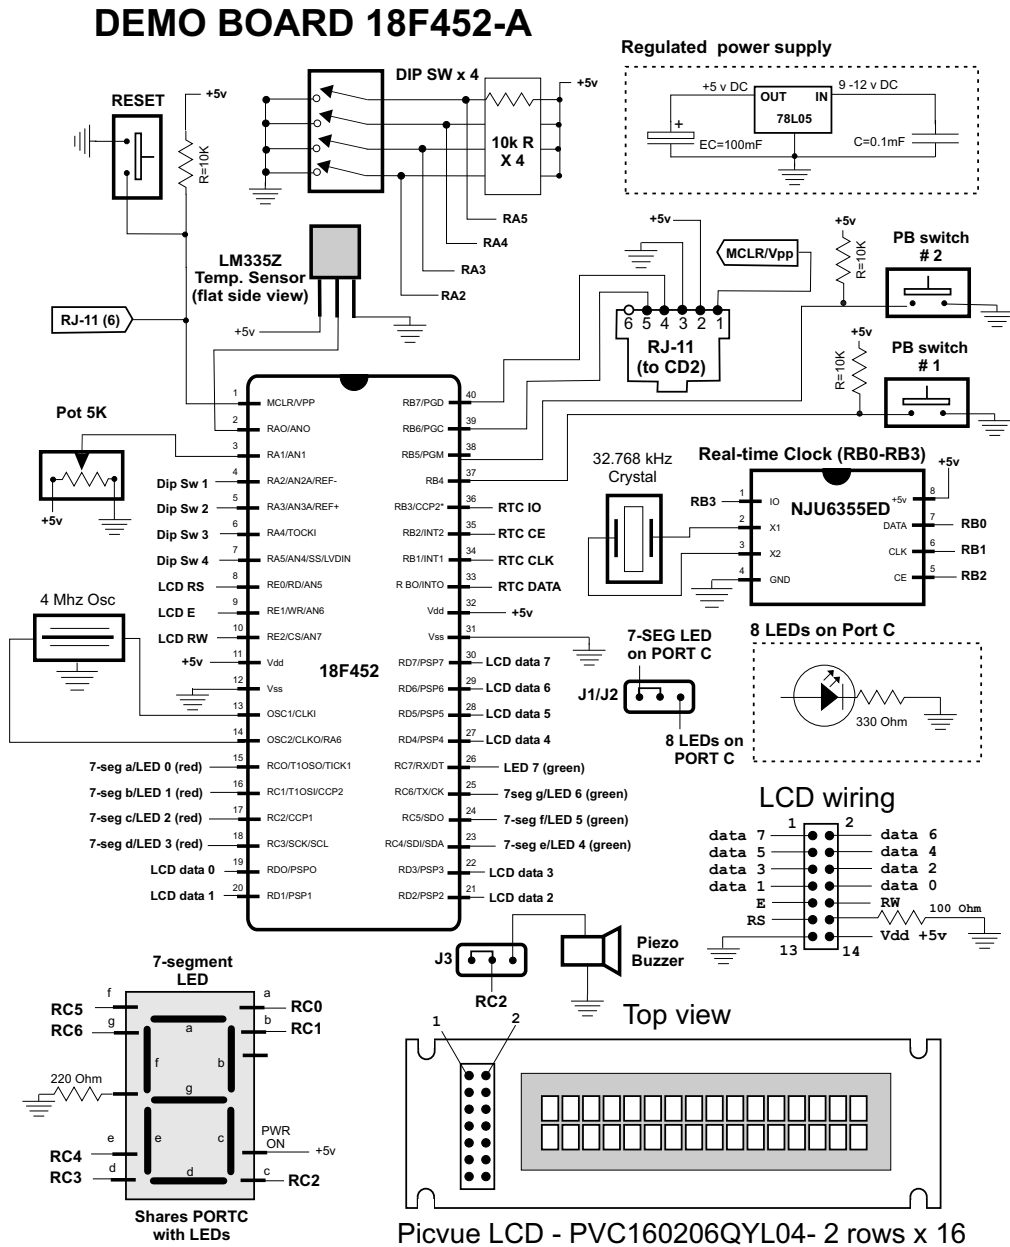 DEMO BOARD 18F452-A
Regulated power supply
+5 v DC
9 -12 v DC
OUT
IN
78L05
+
EC=100mF
C=0.1mF
DIP SW x 4
+5v
10k R
X 4
RA5
RA4
RA3
RA2
RESET
+5v
R=10K
LM335Z
Temp. Sensor
(flat side view)
+5v
RJ-11 (6)
+5v
MCLR/Vpp
6 5 4 3 2 1
RJ-11
(to CD2)
+5v
R=10K
PB switch
# 2
+5v
R=10K
PB switch
# 1
Pot 5K
+5v
1 MCLR/VPP
2 RAO/ANO
3 RA1/AN1
Dip Sw 1 4 RA2/AN2A/REF-
Dip Sw 2 5 RA3/AN3A/REF+
Dip Sw 3 6 RA4/TOCKI
Dip Sw 4 7 RA5/AN4/SS/LVDIN
LCD RS 8 RE0/RD/AN5
LCD E 9 RE1/WR/AN6
LCD RW 10 RE2/CS/AN7
+5v 11 Vdd
12 Vss
13 OSC1/CLKI
14 OSC2/CLKO/RA6
7-seg a/LED 0 (red) 15 RCO/T1OSO/TICK1
7-seg b/LED 1 (red) 16 RC1/T1OSI/CCP2
7-seg c/LED 2 (red) 17 RC2/CCP1
7-seg d/LED 3 (red) 18 RC3/SCK/SCL
LCD data 0 19 RDO/PSPO
LCD data 1 20 RD1/PSP1
18F452
RB7/PGD 40
RB6/PGC 39
RB5/PGM 38
RB4 37
RB3/CCP2* 36 RTC IO
RB2/INT2 35 RTC CE
RB1/INT1 34 RTC CLK
R BO/INTO 33 RTC DATA
Vdd 32 +5v
Vss 31
RD7/PSP7 30 LCD data 7
RD6/PSP6 29 LCD data 6
RD5/PSP5 28 LCD data 5
RD4/PSP4 27 LCD data 4
RC7/RX/DT 26 LED 7 (green)
RC6/TX/CK 25 7seg g/LED 6 (green)
RC5/SDO 24 7-seg f/LED 5 (green)
RC4/SDI/SDA 23 7-seg e/LED 4 (green)
RD3/PSP3 22 LCD data 3
RD2/PSP2 21 LCD data 2
4 Mhz Osc
32.768 kHz
Crystal
Real-time Clock (RB0-RB3)
+5v
NJU6355ED
RB3 1 IO
2 X1
3 X2
4 GND
+5v 8
DATA 7 RB0
CLK 6 RB1
CE 5 RB2
7-SEG LED
on PORT C
J1/J2
8 LEDs on
PORT C
8 LEDs on Port C
330 Ohm
LCD wiring
1 2
data 7 data 6
data 5 data 4
data 3 data 2
data 1 data 0
E RW
RS 100 Ohm
Vdd +5v
13 14
J3
RC2
Piezo
Buzzer
7-segment
LED
RC5 f
RC6 g
a RC0
b RC1
220 Ohm
RC4 e
RC3 d
PWR
ON
+5v
c RC2
a
f
b
g
e
c
d
Shares PORTC
with LEDs
Top view
1 2
Picvue LCD - PVC160206QYL04- 2 rows x 16